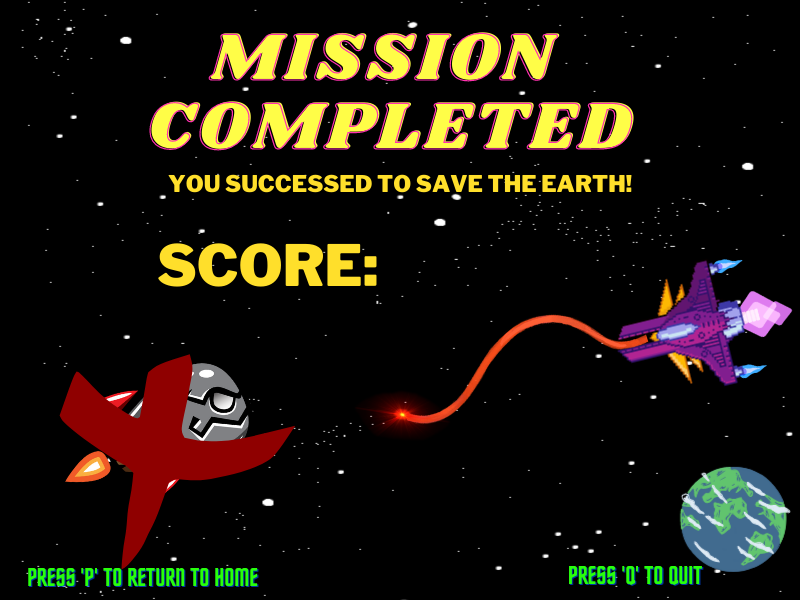 MISSION
COMPLETED
YOU SUCCESSED TO SAVE THE EARTH!
SCORE:
PRESS 'P' TO RETURN TO HOME
PRESS 'Q' TO QUIT